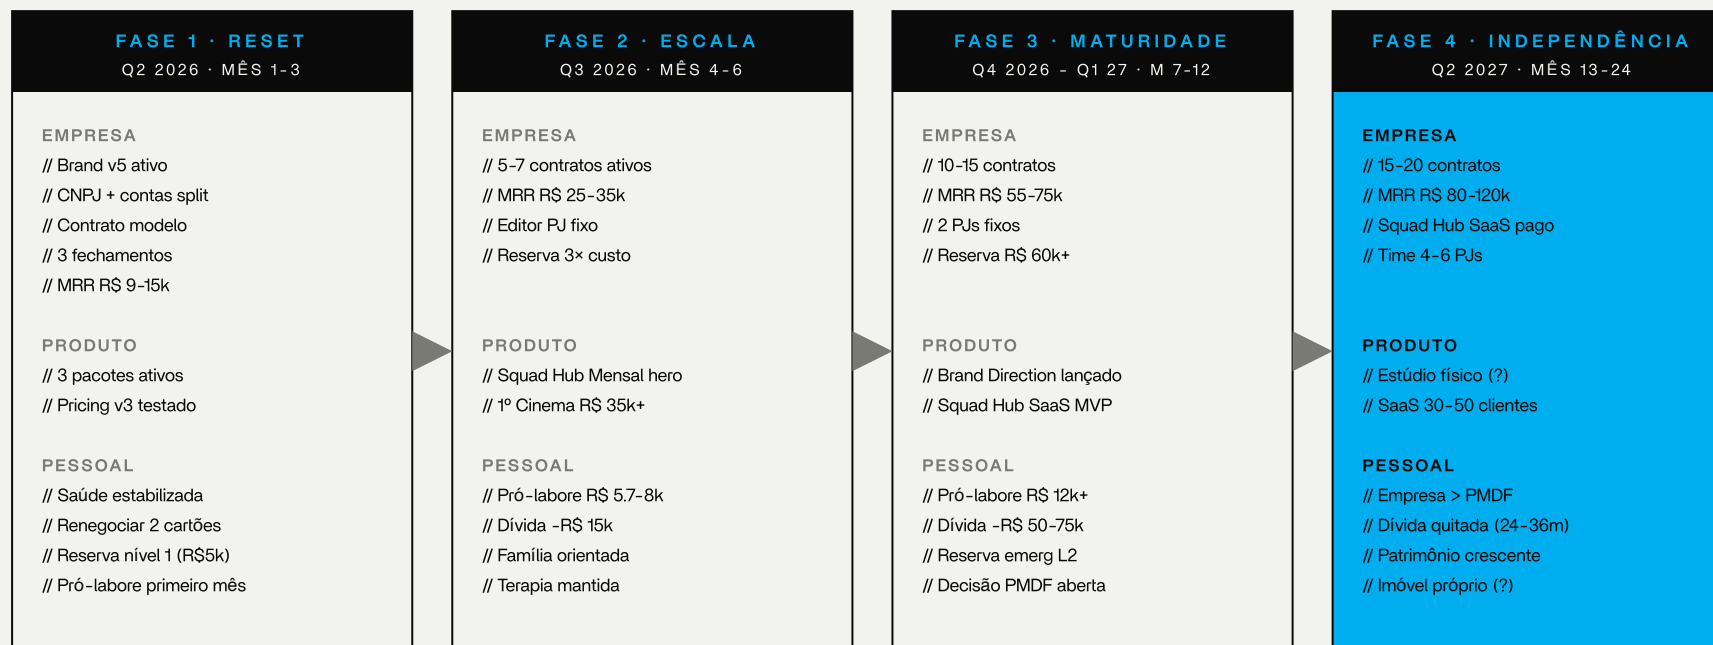 FASE 1 · RESET
Q2 2026 · MÊS 1-3
EMPRESA
// Brand v5 ativo
// CNPJ + contas split
// Contrato modelo
// 3 fechamentos
// MRR R$ 9-15k
PRODUTO
// 3 pacotes ativos
// Pricing v3 testado
PESSOAL
// Saúde estabilizada
// Renegociar 2 cartões
// Reserva nível 1 (R$5k)
// Pró-labore primeiro mês
FASE 2 · ESCALA
Q3 2026 · MÊS 4-6
EMPRESA
// 5-7 contratos ativos
// MRR R$ 25-35k
// Editor PJ fixo
// Reserva 3× custo
PRODUTO
// Squad Hub Mensal hero
// 1º Cinema R$ 35k+
PESSOAL
// Pró-labore R$ 5.7-8k
// Dívida -R$ 15k
// Família orientada
// Terapia mantida
FASE 3 · MATURIDADE
Q4 2026 - Q1 27 · M 7-12
EMPRESA
// 10-15 contratos
// MRR R$ 55-75k
// 2 PJs fixos
// Reserva R$ 60k+
PRODUTO
// Brand Direction lançado
// Squad Hub SaaS MVP
PESSOAL
// Pró-labore R$ 12k+
// Dívida -R$ 50-75k
// Reserva emerg L2
// Decisão PMDF aberta
FASE 4 · INDEPENDÊNCIA
Q2 2027 · MÊS 13-24
EMPRESA
// 15-20 contratos
// MRR R$ 80-120k
// Squad Hub SaaS pago
// Time 4-6 PJs
PRODUTO
// Estúdio físico (?)
// SaaS 30-50 clientes
PESSOAL
// Empresa > PMDF
// Dívida quitada (24-36m)
// Patrimônio crescente
// Imóvel próprio (?)